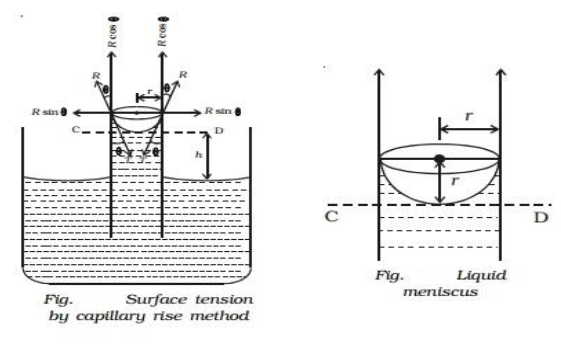 R cos θ R cos θ
R θ r θ R
R sin θ R sin θ
C D
θ θ
h
Fig. Surface tension
by capillary rise method
r
r
C D
Fig. Liquid
meniscus